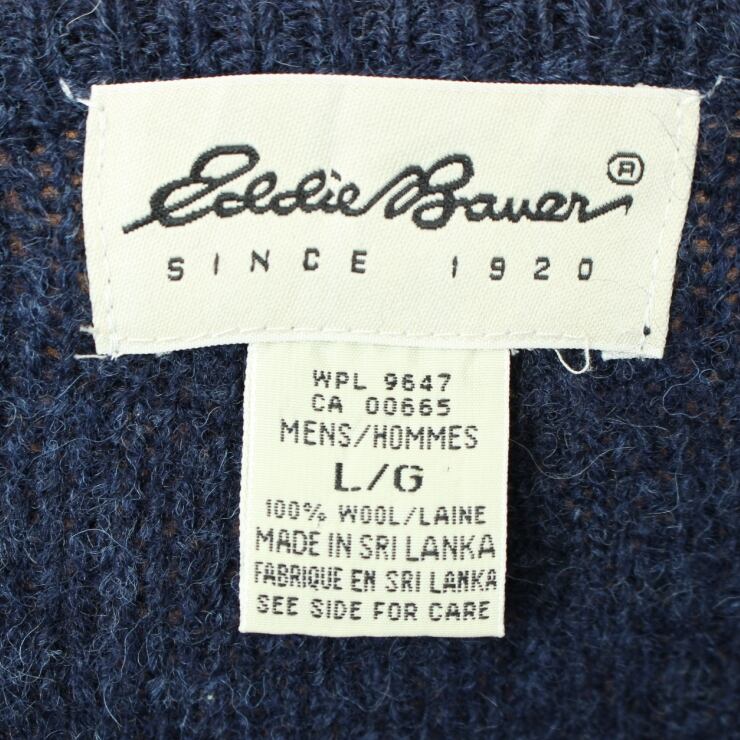 Eddie Bauer®
SINCE 1920
WPL 9647
CA 00665
MENS/HOMMES
L/G
100% WOOL/LAINE
MADE IN SRI LANKA
FABRIQUE EN SRI LANKA
SEE SIDE FOR CARE